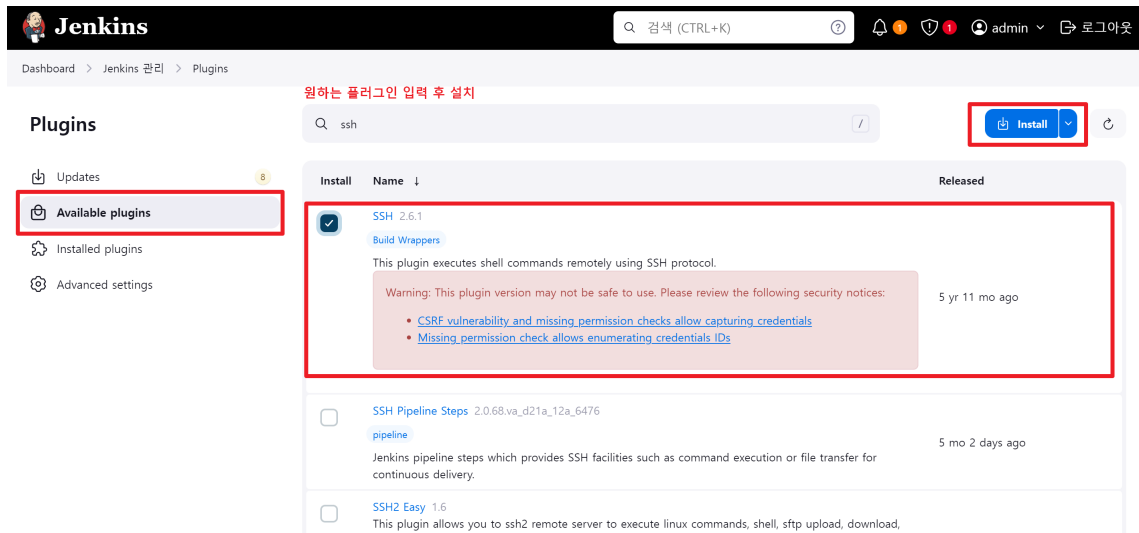 Jenkins
검색 (CTRL+K)
?
1
1
admin
로그아웃
Dashboard > Jenkins 관리 > Plugins
원하는 플러그인 입력 후 설치
Plugins
ssh
/
Install
Updates
8
Available plugins
Installed plugins
Advanced settings
Install Name ↓ Released
SSH 2.6.1
Build Wrappers
This plugin executes shell commands remotely using SSH protocol.
Warning: This plugin version may not be safe to use. Please review the following security notices:
• CSRF vulnerability and missing permission checks allow capturing credentials
• Missing permission check allows enumerating credentials IDs
5 yr 11 mo ago
SSH Pipeline Steps 2.0.68.va_d21a_12a_6476
pipeline
Jenkins pipeline steps which provides SSH facilities such as command execution or file transfer for
continuous delivery.
5 mo 2 days ago
SSH2 Easy 1.6
This plugin allows you to ssh2 remote server to execute linux commands, shell, sftp upload, download,